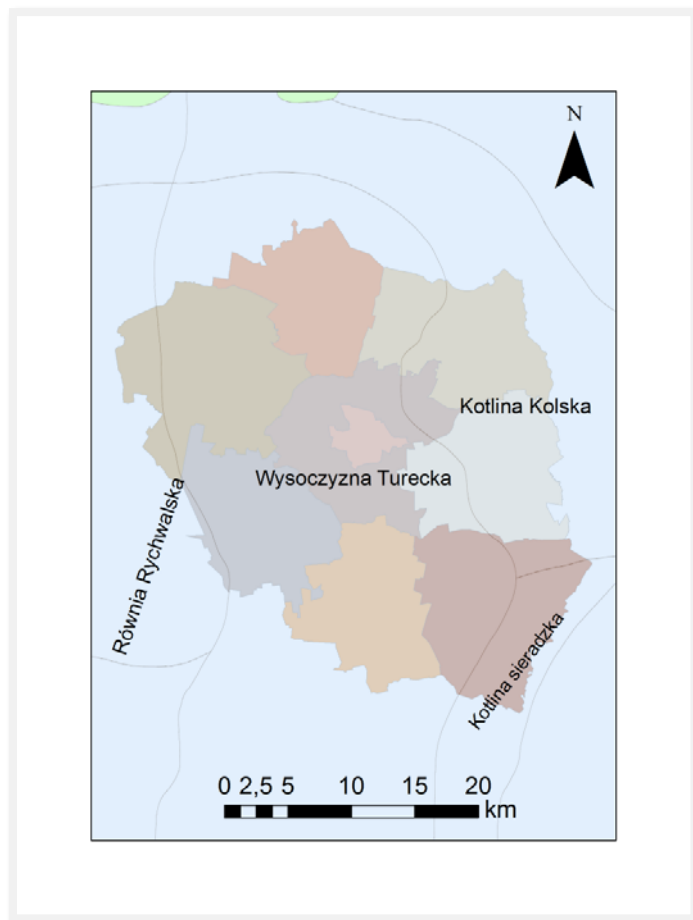 N
Kotlina Kolska
Wysoczyzna Turecka
Równia Rychwalska
Kotlina sieradzka
0 2,5 5 10 15 20
km